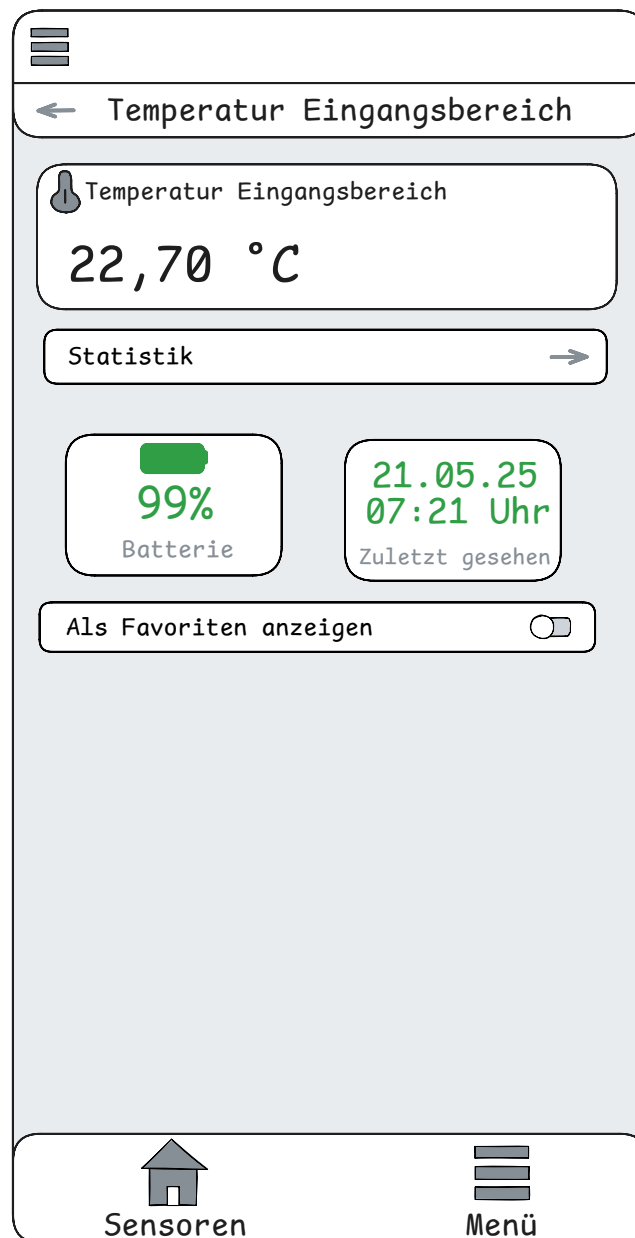 Temperatur Eingangsbereich
Temperatur Eingangsbereich
22,70 °C
Statistik
99%
Batterie
21.05.25
07:21 Uhr
Zuletzt gesehen
Als Favoriten anzeigen
Sensoren
Menü